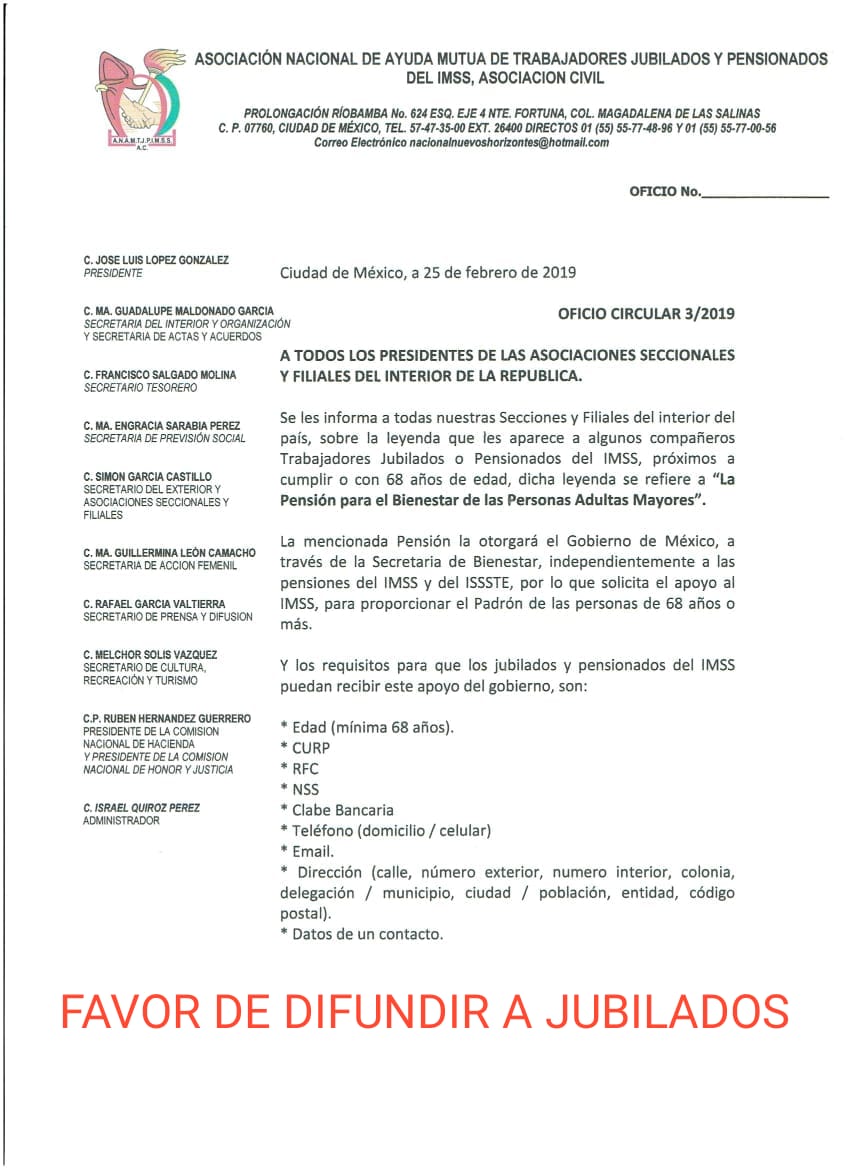 ASOCIACIÓN NACIONAL DE AYUDA MUTUA DE TRABAJADORES JUBILADOS Y PENSIONADOS
DEL IMSS, ASOCIACION CIVIL
PROLONGACIÓN RÍOBAMBA No. 624 ESQ. EJE 4 NTE. FORTUNA, COL. MAGADALENA DE LAS SALINAS
C. P. 07760, CIUDAD DE MÉXICO, TEL. 57-47-35-00 EXT. 26400 DIRECTOS 01 (55) 55-77-48-96 Y 01 (55) 55-77-00-56
Correo Electrónico nacionalnuevoshorizontes@hotmail.com
A.N.A.M.T.J.P.I.M.S.S.
A.C.
OFICIO No.__________________
C. JOSE LUIS LOPEZ GONZALEZ
PRESIDENTE
C. MA. GUADALUPE MALDONADO GARCIA
SECRETARIA DEL INTERIOR Y ORGANIZACIÓN
Y SECRETARIA DE ACTAS Y ACUERDOS
C. FRANCISCO SALGADO MOLINA
SECRETARIO TESORERO
C. MA. ENGRACIA SARABIA PEREZ
SECRETARIA DE PREVISIÓN SOCIAL
C. SIMON GARCIA CASTILLO
SECRETARIO DEL EXTERIOR Y
ASOCIACIONES SECCIONALES Y
FILIALES
C. MA. GUILLERMINA LEÓN CAMACHO
SECRETARIA DE ACCION FEMENIL
C. RAFAEL GARCIA VALTIERRA
SECRETARIO DE PRENSA Y DIFUSION
C. MELCHOR SOLIS VAZQUEZ
SECRETARIO DE CULTURA,
RECREACIÓN Y TURISMO
C.P. RUBEN HERNANDEZ GUERRERO
PRESIDENTE DE LA COMISION
NACIONAL DE HACIENDA
Y PRESIDENTE DE LA COMISION
NACIONAL DE HONOR Y JUSTICIA
C. ISRAEL QUIROZ PEREZ
ADMINISTRADOR
Ciudad de México, a 25 de febrero de 2019
OFICIO CIRCULAR 3/2019
A TODOS LOS PRESIDENTES DE LAS ASOCIACIONES SECCIONALES
Y FILIALES DEL INTERIOR DE LA REPUBLICA.
Se les informa a todas nuestras Secciones y Filiales del interior del
país, sobre la leyenda que les aparece a algunos compañeros
Trabajadores Jubilados o Pensionados del IMSS, próximos a
cumplir o con 68 años de edad, dicha leyenda se refiere a “La
Pensión para el Bienestar de las Personas Adultas Mayores”.
La mencionada Pensión la otorgará el Gobierno de México, a
través de la Secretaria de Bienestar, independientemente a las
pensiones del IMSS y del ISSSTE, por lo que solicita el apoyo al
IMSS, para proporcionar el Padrón de las personas de 68 años o
más.
Y los requisitos para que los jubilados y pensionados del IMSS
puedan recibir este apoyo del gobierno, son:
* Edad (mínima 68 años).
* CURP
* RFC
* NSS
* Clabe Bancaria
* Teléfono (domicilio / celular)
* Email.
* Dirección (calle, número exterior, numero interior, colonia,
delegación / municipio, ciudad / población, entidad, código
postal).
* Datos de un contacto.
FAVOR DE DIFUNDIR A JUBILADOS